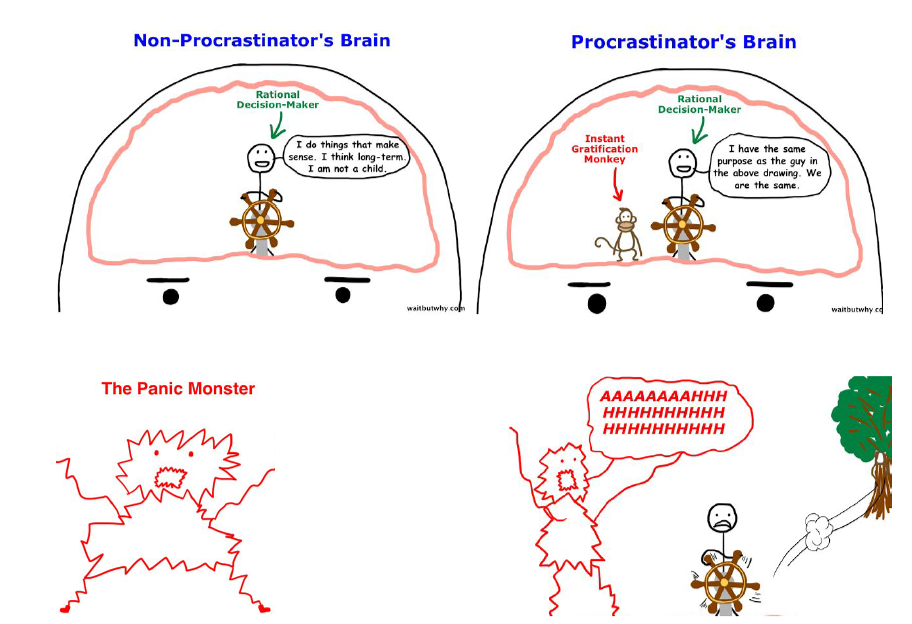 Non-Procrastinator's Brain
Rational
Decision-Maker
I do things that make
sense. I think long-term.
I am not a child.
waitbutwhy.com
Procrastinator's Brain
Rational
Decision-Maker
Instant
Gratification
Monkey
I have the same
purpose as the guy in
the above drawing. We
are the same.
waitbutwhy.co
The Panic Monster
AAAAAAAAHHH
HHHHHHHHHH
HHHHHHHHHH